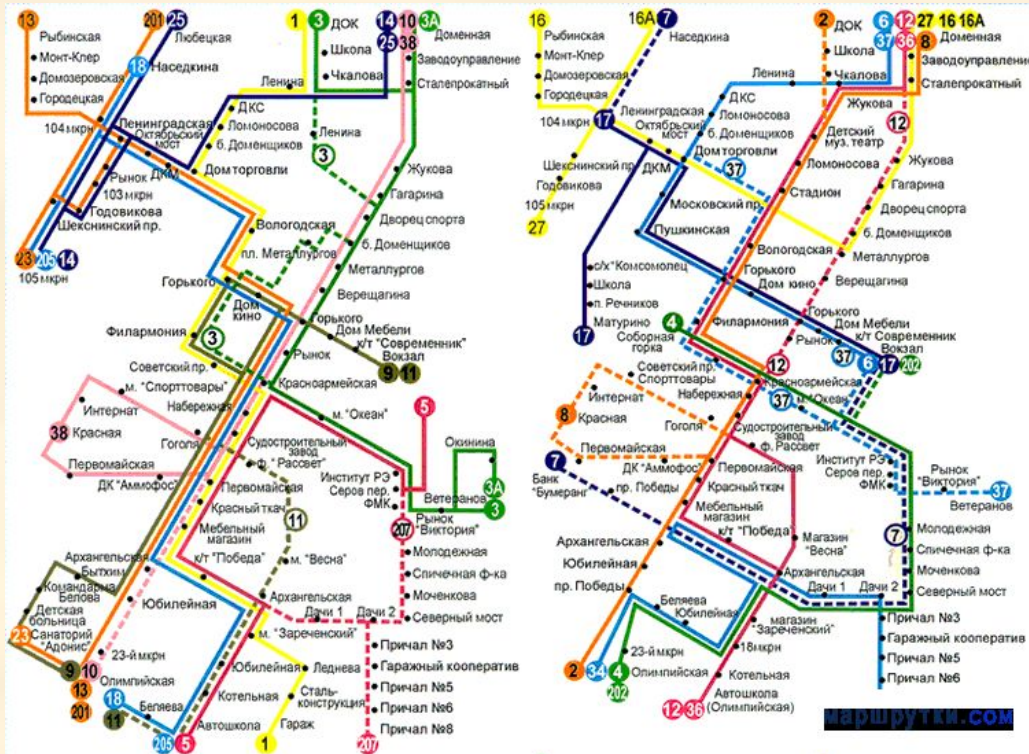 13
201
25
1
3
14
25
10
38
3А
Рыбинская
Монт-Клер
Домозеровская
Городецкая
Любецкая
18
Наседкина
ДОК
Школа
Чкалова
Доменная
Заводоуправление
Сталепрокатный
Ленина
ДКС
Ломоносова
б. Доменщиков
Дом торговли
Ленина
3
104 мкрн
Ленинградская
Октябрьский
мост
ДКМ
Рынок
103 мкрн
Годовикова
Шекснинский пр.
23
205
14
105 мкрн
Жукова
Гагарина
Дворец спорта
б. Доменщиков
Металлургов
Верещагина
Вологодская
пл. Металлургов
Горького
Дом
кино
Горького
Дом Мебели
к/т "Современник"
Вокзал
9
11
3
Филармония
Рынок
Советский пр.
Красноармейская
м. "Спорттовары"
Интернат
38
Красная
Набережная
м. "Океан"
5
Гоголя
Первомайская
ДК "Аммофос"
Судостроительный
завод
ф. "Рассвет"
Первомайская
Красный ткач
Мебельный
магазин
к/т "Победа"
11
м. "Весна"
Институт РЭ
Серов пер.
ФМК
Окинина
3А
3
Ветеранов
Рынок
"Виктория"
207
Молодежная
Спичечная ф-ка
Моченкова
Северный мост
Архангельская
Бытхим
Командарма
Белова
Детская
больница
23
Санаторий
"Адонис"
Юбилейная
Архангельская
Дачи 1
Дачи 2
м. "Зареченский"
Причал №3
Гаражный кооператив
Причал №5
Причал №6
Причал №8
9
10
13
201
23-й мкрн
Олимпийская
18
11
Беляева
205
5
Автошкола
Котельная
Юбилейная
Леднева
Сталь-
конструкция
Гараж
1
207
16
16А
7
2
6
37
12
36
27 16 16А
8
Рыбинская
Монт-Клер
Домозеровская
Городецкая
Наседкина
ДОК
Школа
Чкалова
Доменная
Заводоуправление
Сталепрокатный
Ленина
ДКС
Ломоносова
б. Доменщиков
Дом торговли
104 мкрн
17
Ленинградская
Октябрьский
мост
ДКМ
Шекснинский пр.
Годовикова
105 мкрн
27
Жукова
Детский
муз. театр
Ломоносова
Стадион
12
Жукова
Гагарина
Дворец спорта
б. Доменщиков
Металлургов
Верещагина
37
Московский пр.
Пушкинская
Вологодская
Горького
Дом кино
с/х "Комсомолец"
Школа
п. Речников
Матурино
17
4
Филармония
Горького
Дом Мебели
к/т
Современник
Рынок
Вокзал
37
6
17
202
Соборная
горка
12
Советский пр.
Спорттовары
Интернат
8
Красная
Красноармейская
м. "Океан"
37
Набережная
Гоголя
Судостроительный
завод
ф. Рассвет
Первомайская
ДК "Аммофос"
7
Банк
"Бумеранг"
пр. Победы
Первомайская
Красный ткач
Мебельный
магазин
к/т "Победа"
Магазин
"Весна"
Институт РЭ
Серов пер.
ФМК
Рынок
"Виктория"
37
Ветеранов
7
Молодежная
Спичечная ф-ка
Моченкова
Северный мост
Архангельская
Юбилейная
пр. Победы
Архангельская
Дачи 1
Дачи 2
Беляева
Юбилейная
магазин
"Зареченский"
18мкрн
Причал №3
Гаражный кооператив
Причал №5
Причал №6
2
34
4
202
23-й мкрн
Олимпийская
Котельная
Автошкола
(Олимпийская)
12
36
маршрутки.com